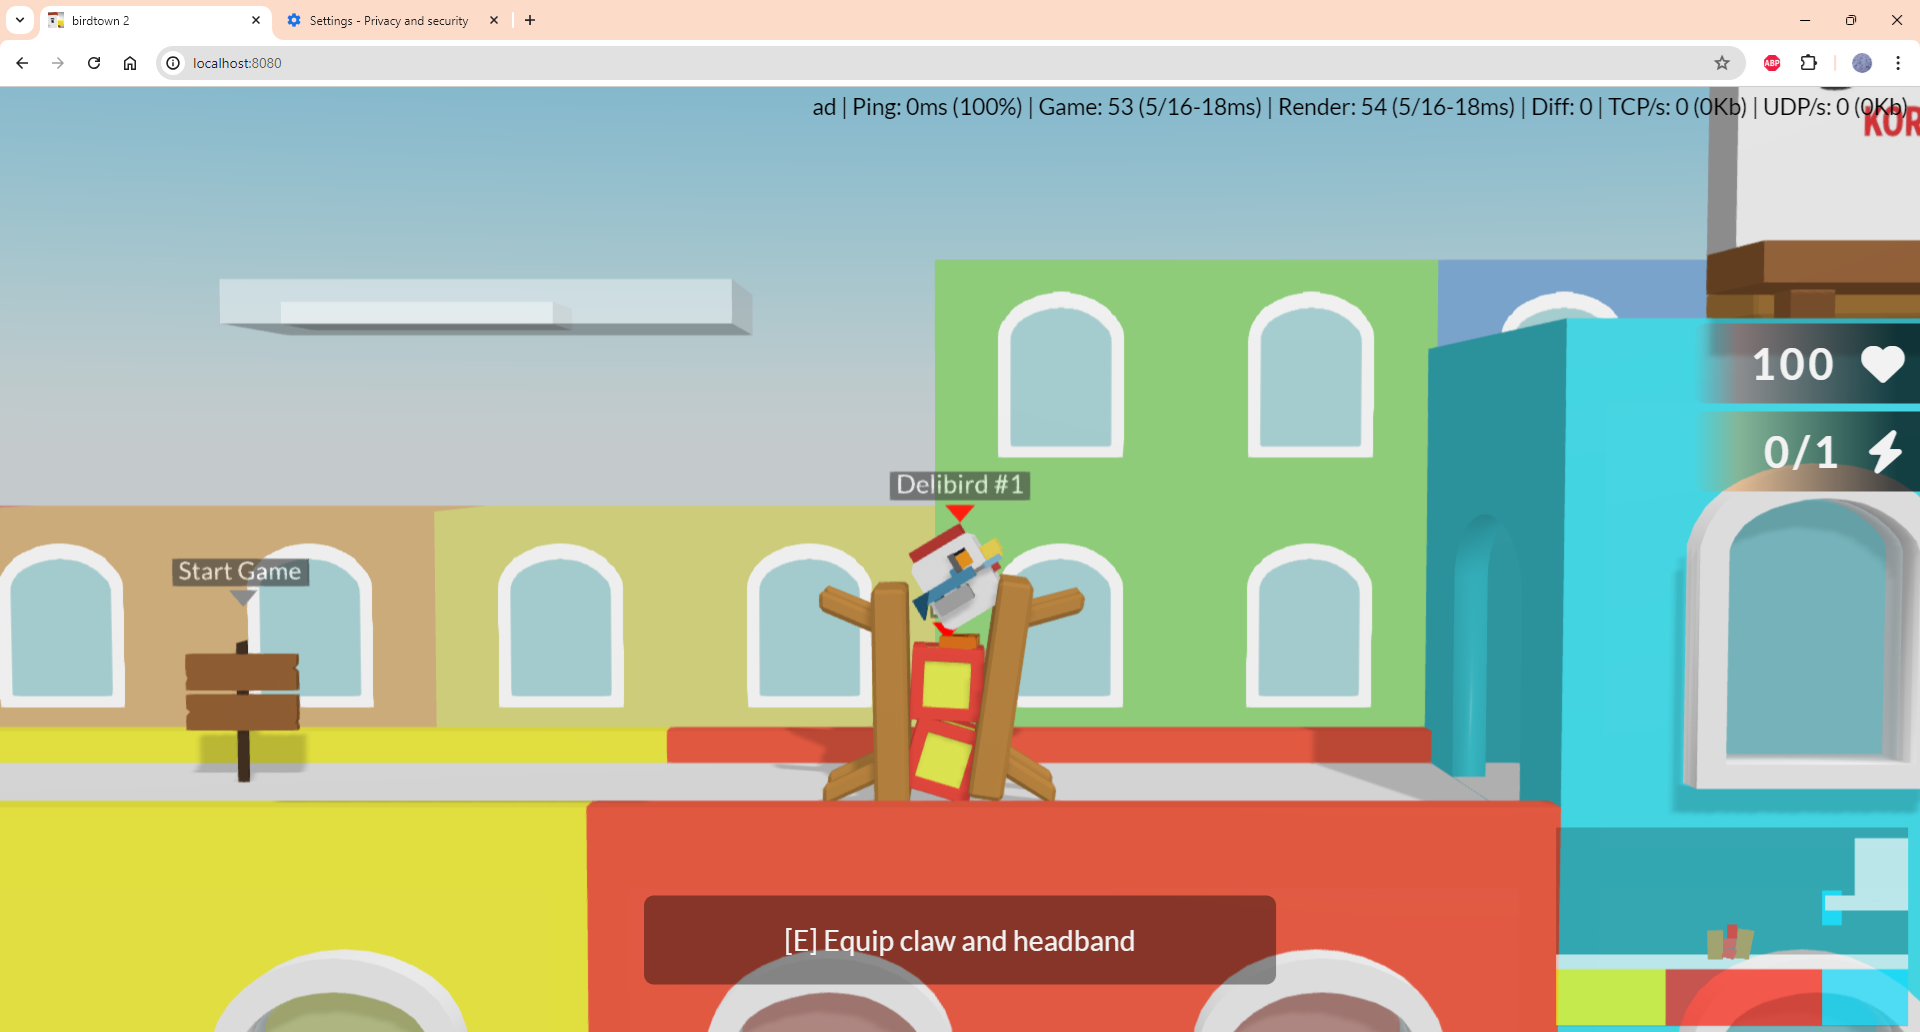 birdtown 2
Settings - Privacy and security
localhost:8080
ABP
ad | Ping: 0ms (100%) | Game: 53 (5/16-18ms) | Render: 54 (5/16-18ms) | Diff: 0 | TCP/s: 0 (0Kb) | UDP/s: 0 (0Kb)
KOR
100
0/1
Delibird #1
Start Game
[E] Equip claw and headband